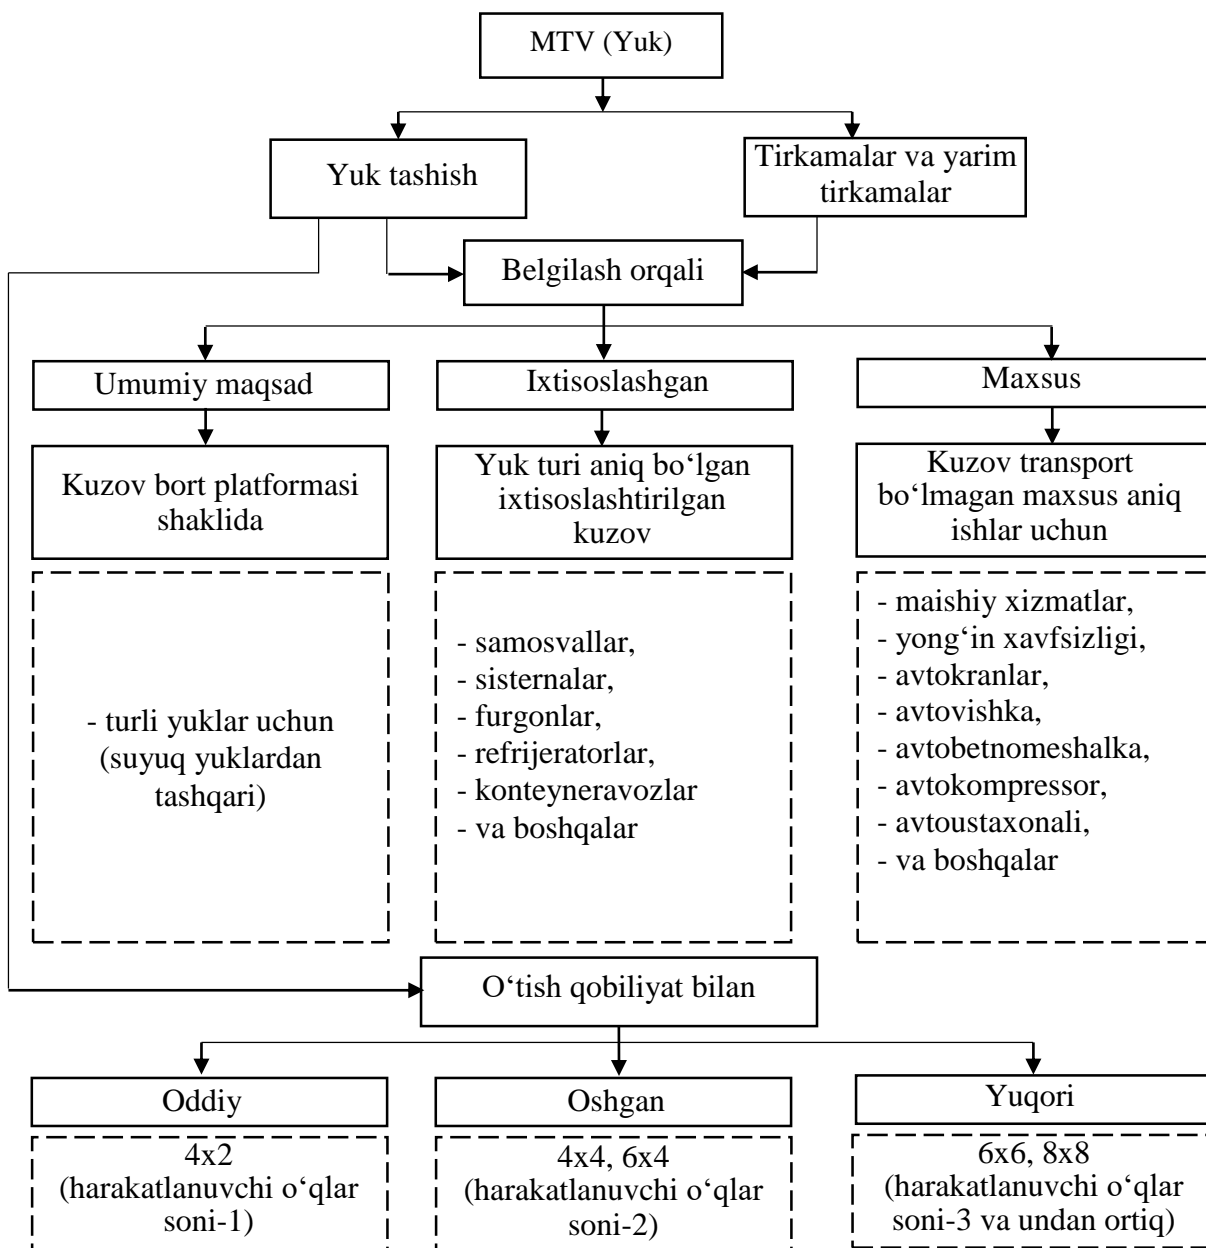 MTV (Yuk)
Yuk tashish
Tirkamalar va yarim
tirkamalar
Belgilash orqali
Umumiy maqsad
Ixtisoslashgan
Maxsus
Kuzov bort platformasi
shaklida
Yuk turi aniq bo‘lgan
ixtisoslashtirilgan
kuzov
Kuzov transport
bo‘lmagan maxsus aniq
ishlar uchun
- turli yuklar uchun
(suyuq yuklardan
tashqari)
- samosvallar,
- sisternalar,
- furgonlar,
- refrijeratorlar,
- konteyneravozlar
- va boshqalar
- maishiy xizmatlar,
- yong‘in xavfsizligi,
- avtokranlar,
- avtovishka,
- avtobetnomeshalka,
- avtokompressor,
- avtoustaxonali,
- va boshqalar
O‘tish qobiliyat bilan
Oddiy
Oshgan
Yuqori
4x2
(harakatlanuvchi o‘qlar
soni-1)
4x4, 6x4
(harakatlanuvchi o‘qlar
soni-2)
6x6, 8x8
(harakatlanuvchi o‘qlar
soni-3 va undan ortiq)